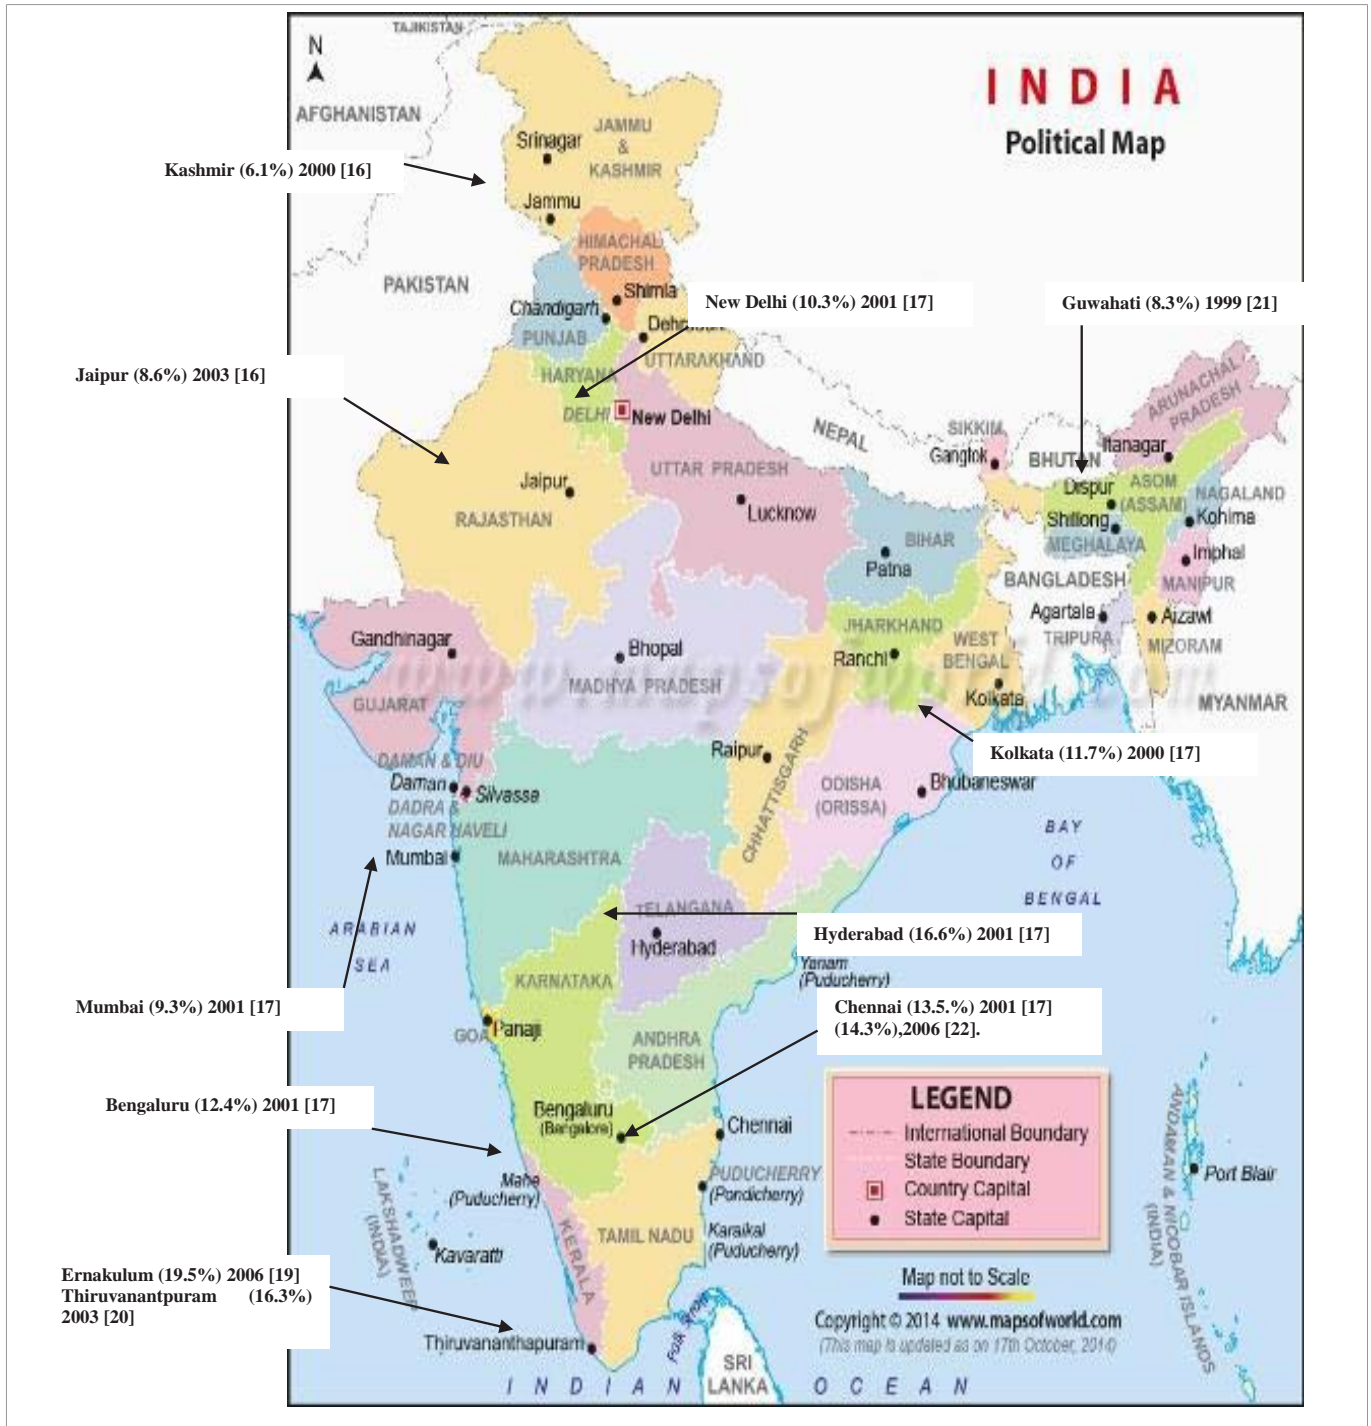 TAJIKISTAN
N
AFGHANISTAN
INDIA
Political Map
JAMMU
&
KASHMIR
Srinagar
Kashmir (6.1%) 2000 [16]
Jammu
HIMACHAL
PRADESH
PAKISTAN
Shimla
Chandigarh
PUNJAB
New Delhi (10.3%) 2001 [17]
Guwahati (8.3%) 1999 [21]
UTTARAKHAND
HARYANA
Jaipur (8.6%) 2003 [16]
DELHI
New Delhi
NEPAL
SIKKIM
Gangtok
BHUTAN
ARUNACHAL
PRADESH
Itanagar
UTTAR PRADESH
Jaipur
RAJASTHAN
Lucknow
Dispur
ASOM
(ASSAM)
NAGALAND
Shillong
Kohima
MEGHALAYA
BIHAR
Patna
Imphal
BANGLADESH
MANIPUR
Agartala
Aizawl
TRIPURA
MIZORAM
JHARKHAND
Ranchi
WEST
BENGAL
Kolkata
Gandhinagar
Bhopal
MADHYA PRADESH
www.mapsofworld.com
GUJARAT
MYANMAR
Kolkata (11.7%) 2000 [17]
Raipur
CHHATTISGARH
ODISHA
(ORISSA)
Bhubaneswar
DAMAN & DIU
Daman
Silvassa
DADRA &
NAGAR HAVELI
Mumbai
MAHARASHTRA
BAY
OF
BENGAL
TELANGANA
Hyderabad
Hyderabad (16.6%) 2001 [17]
ARABIAN
SEA
KARNATAKA
Yanam
(Puducherry)
Mumbai (9.3%) 2001 [17]
Chennai (13.5.%) 2001 [17]
(14.3%),2006 [22].
GOA
Panaji
ANDHRA
PRADESH
Bengaluru (12.4%) 2001 [17]
Bengaluru
(Bangalore)
Chennai
LEGEND
International Boundary
State Boundary
Country Capital
State Capital
Mahe
(Puducherry)
PUDUCHERRY
(Pondicherry)
KERALA
TAMIL NADU
Karaikal
(Puducherry)
LAKSHADWEEP
(INDIA)
Kavaratti
ANDAMAN & NICOBAR ISLANDS
(INDIA)
Port Blair
Ernakulum (19.5%) 2006 [19]
Thiruvanantpuram (16.3%)
2003 [20]
Thiruvananthapuram
Palk Strait
SRI
LANKA
Map not to Scale
Copyright © 2014 www.mapsofworld.com
(This map is updated as on 17th October, 2014)
INDIAN OCEAN